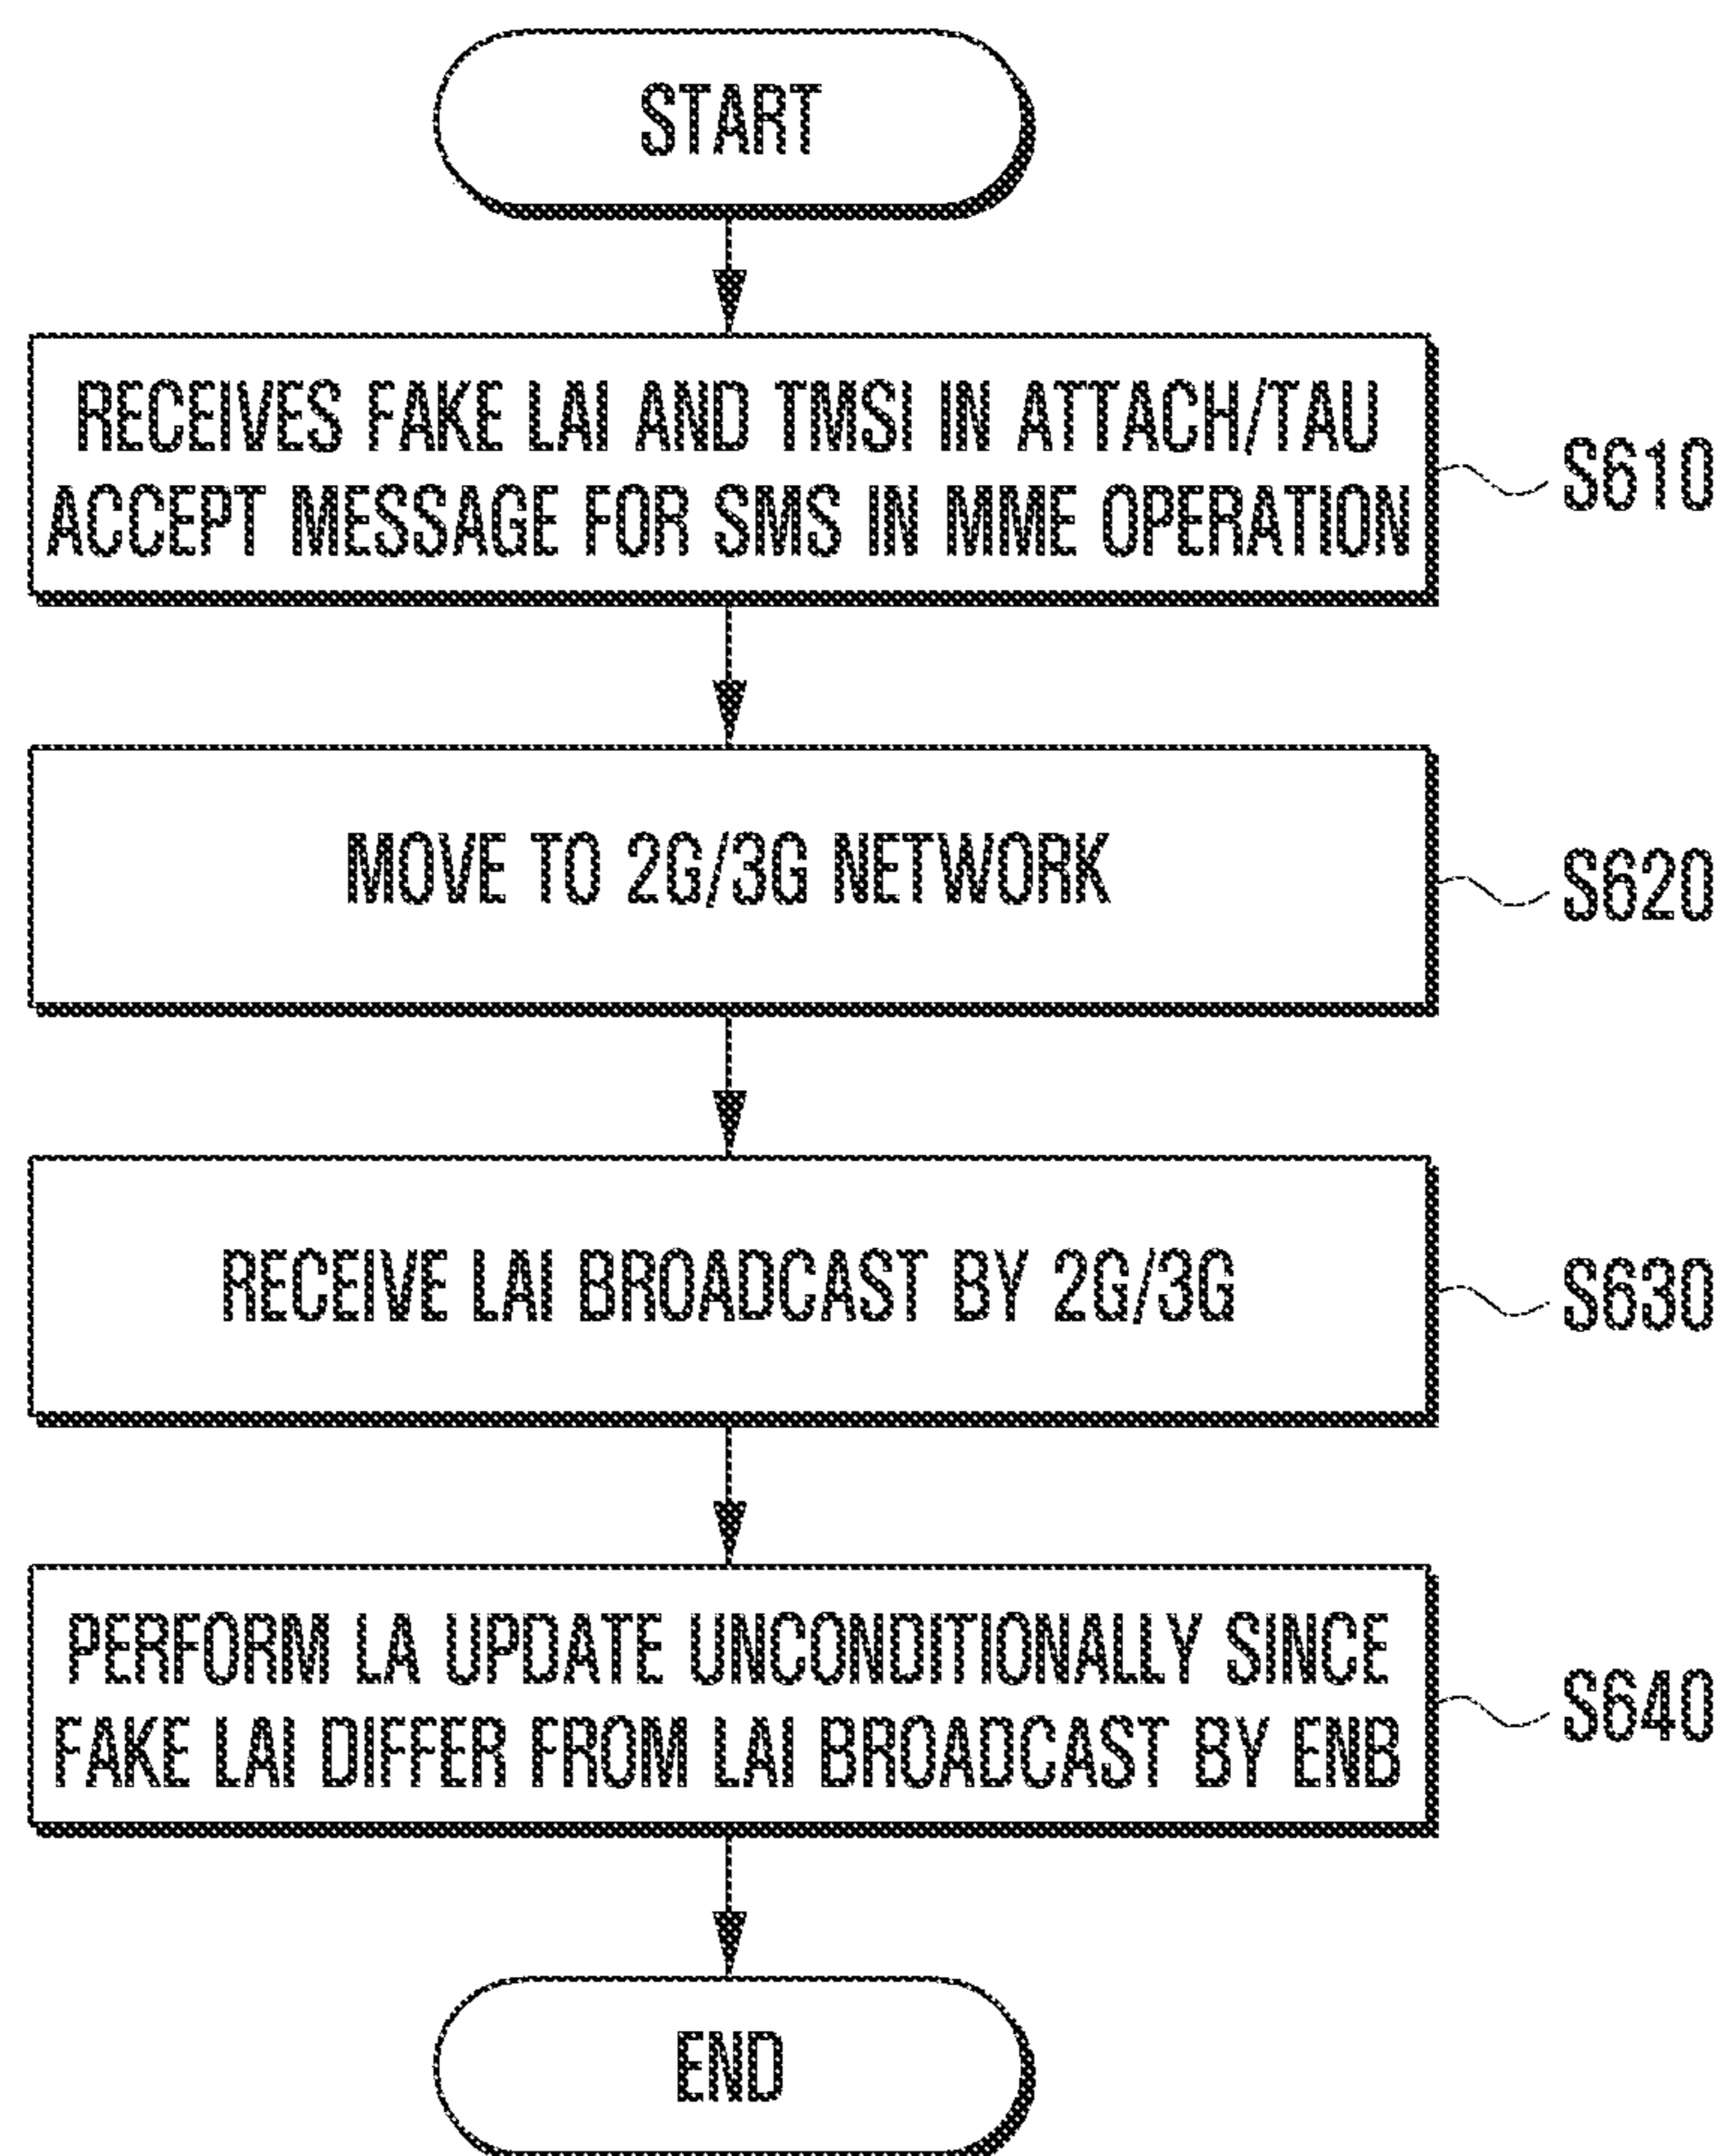 START
RECEIVES FAKE LAI AND TMSI IN ATTACH/TAU
ACCEPT MESSAGE FOR SMS IN MME OPERATION
S610
MOVE TO 2G/3G NETWORK
S620
RECEIVE LAI BROADCAST BY 2G/3G
S630
PERFORM LA UPDATE UNCONDITIONALLY SINCE
FAKE LAI DIFFER FROM LAI BROADCAST BY ENB
S640
END